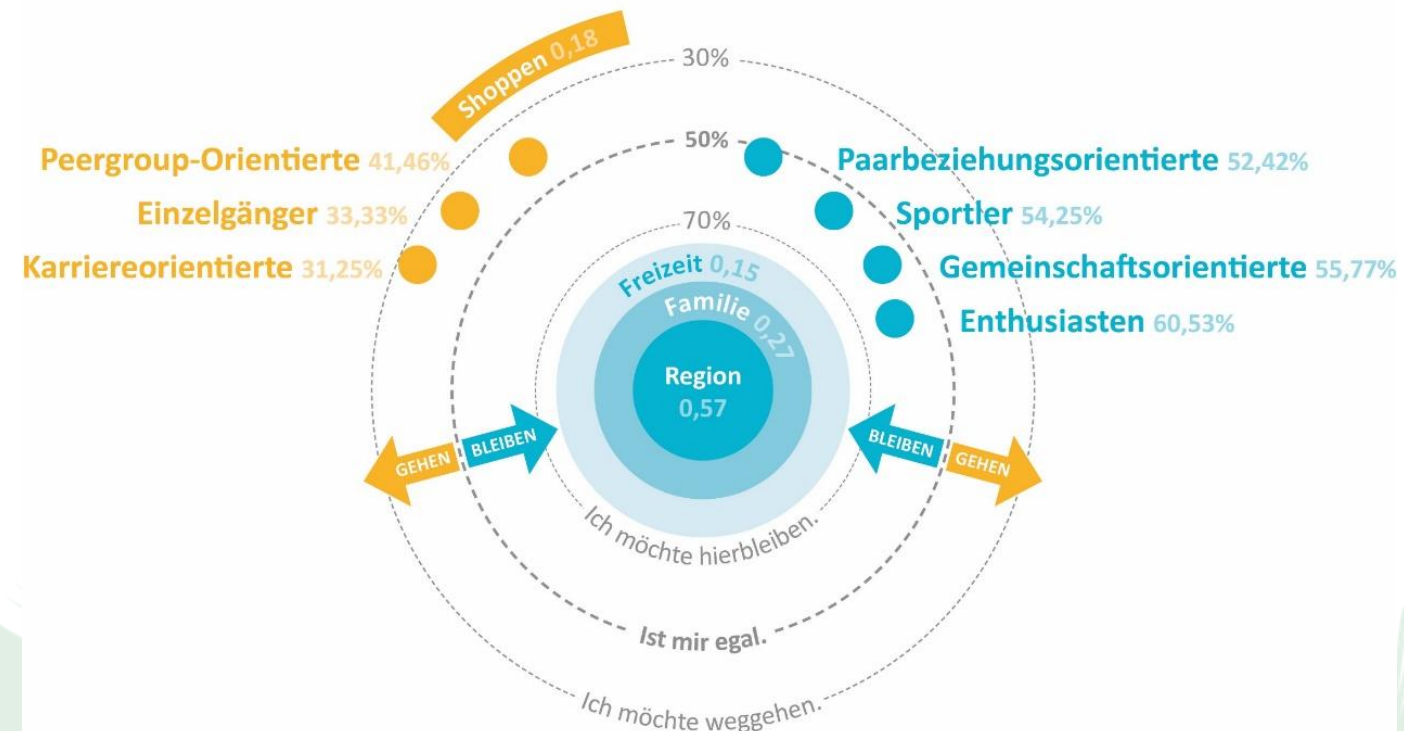 Shoppen 0,18
30%
50%
70%
Peergroup-Orientierte 41,46%
Einzelgänger 33,33%
Karriereorientierte 31,25%
Paarbeziehungsorientierte 52,42%
Sportler 54,25%
Gemeinschaftsorientierte 55,77%
Enthusiasten 60,53%
Freizeit 0,15
Familie 0,27
Region
0,57
GEHEN BLEIBEN
BLEIBEN GEHEN
Ich möchte hierbleiben.
Ist mir egal.
Ich möchte weggehen.